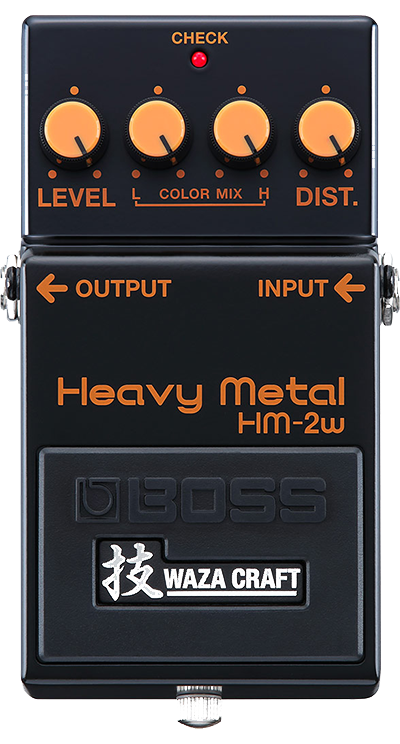 CHECK
LEVEL
L COLOR MIX H
DIST.
OUTPUT INPUT
Heavy Metal
HM-2w
BOSS
技 WAZA CRAFT